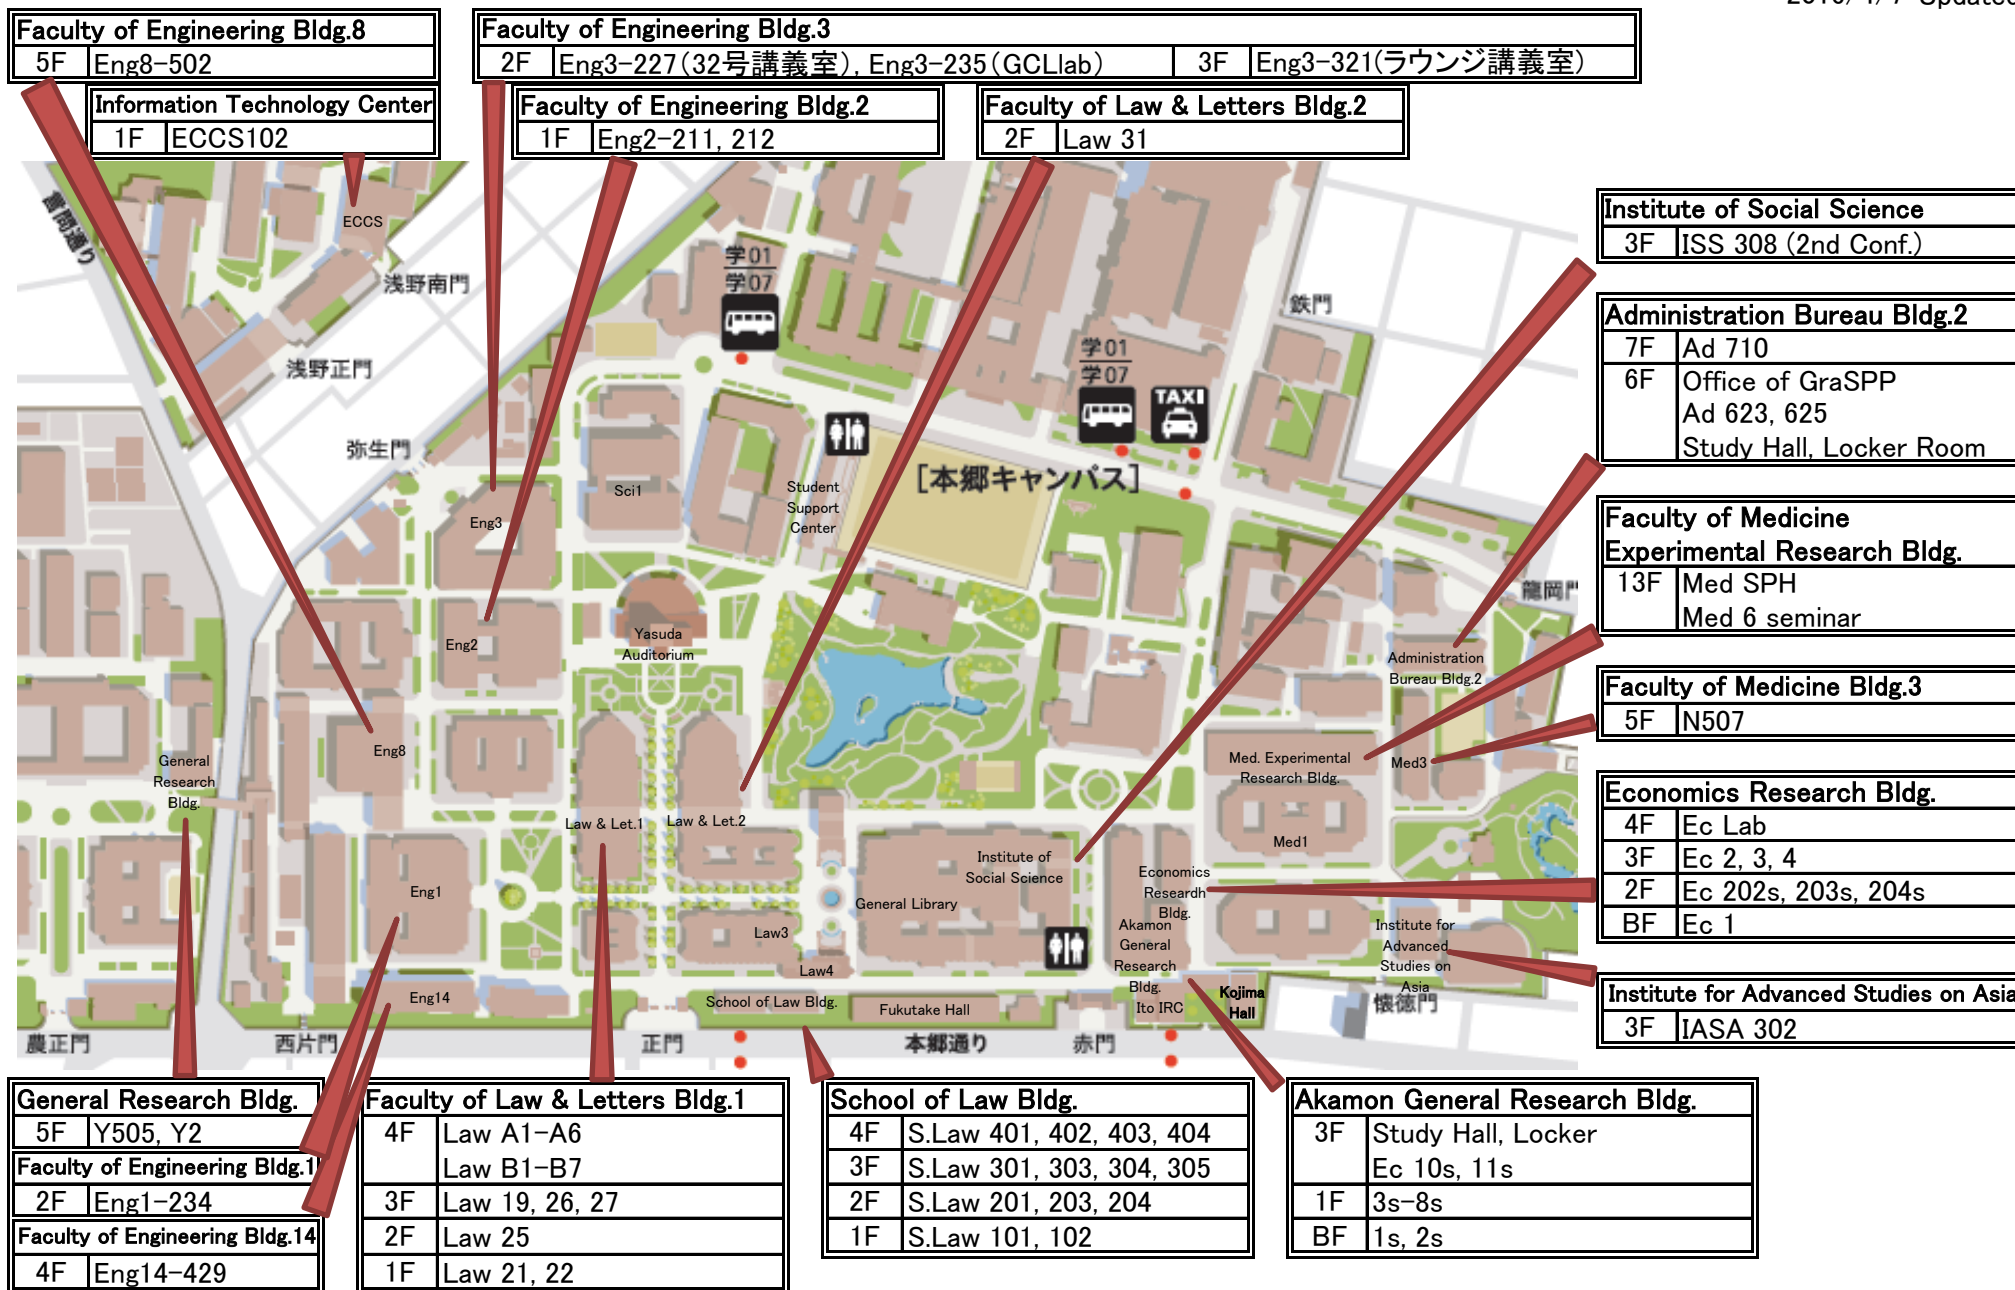 Faculty of Engineering Bldg.8
5F Eng8-502
Information Technology Center
1F ECCS102
Faculty of Engineering Bldg.3
2F Eng3-227(32号講義室), Eng3-235(GCLlab) 3F Eng3-321(ラウンジ講義室)
Faculty of Engineering Bldg.2
1F Eng2-211, 212
Faculty of Law & Letters Bldg.2
2F Law 31
Institute of Social Science
3F ISS 308 (2nd Conf.)
Administration Bureau Bldg.2
7F Ad 710
6F Office of GraSPP
Ad 623, 625
Study Hall, Locker Room
Faculty of Medicine
Experimental Research Bldg.
13F Med SPH
Med 6 seminar
Faculty of Medicine Bldg.3
5F N507
Economics Research Bldg.
4F Ec Lab
3F Ec 2, 3, 4
2F Ec 202s, 203s, 204s
BF Ec 1
Institute for Advanced Studies on Asia
3F IASA 302
言問通り
ECCS
浅野南門
浅野正門
弥生門
学01
学07
学01
学07
TAXI
鉄門
[本郷キャンパス]
龍岡門
Sci1
Student
Support
Center
Eng3
Eng2
Yasuda
Auditorium
Administration
Bureau Bldg.2
Eng8
General
Research
Bldg.
Med. Experimental
Research Bldg.
Med3
Law & Let.1
Law & Let.2
Med1
Institute of
Social Science
Economics
Researdh
Bldg.
Eng1
General Library
Law3
Akamon
General
Research
Bldg.
Institute for
Advanced
Studies on
Asia
Law4
Eng14
School of Law Bldg.
Fukutake Hall
Ito IRC
Kojima
Hall
懐徳門
農正門
西片門
正門
本郷通り
赤門
General Research Bldg.
5F Y505, Y2
Faculty of Engineering Bldg.1
2F Eng1-234
Faculty of Engineering Bldg.14
4F Eng14-429
Faculty of Law & Letters Bldg.1
4F Law A1-A6
Law B1-B7
3F Law 19, 26, 27
2F Law 25
1F Law 21, 22
School of Law Bldg.
4F S.Law 401, 402, 403, 404
3F S.Law 301, 303, 304, 305
2F S.Law 201, 203, 204
1F S.Law 101, 102
Akamon General Research Bldg.
3F Study Hall, Locker
Ec 10s, 11s
1F 3s-8s
BF 1s, 2s